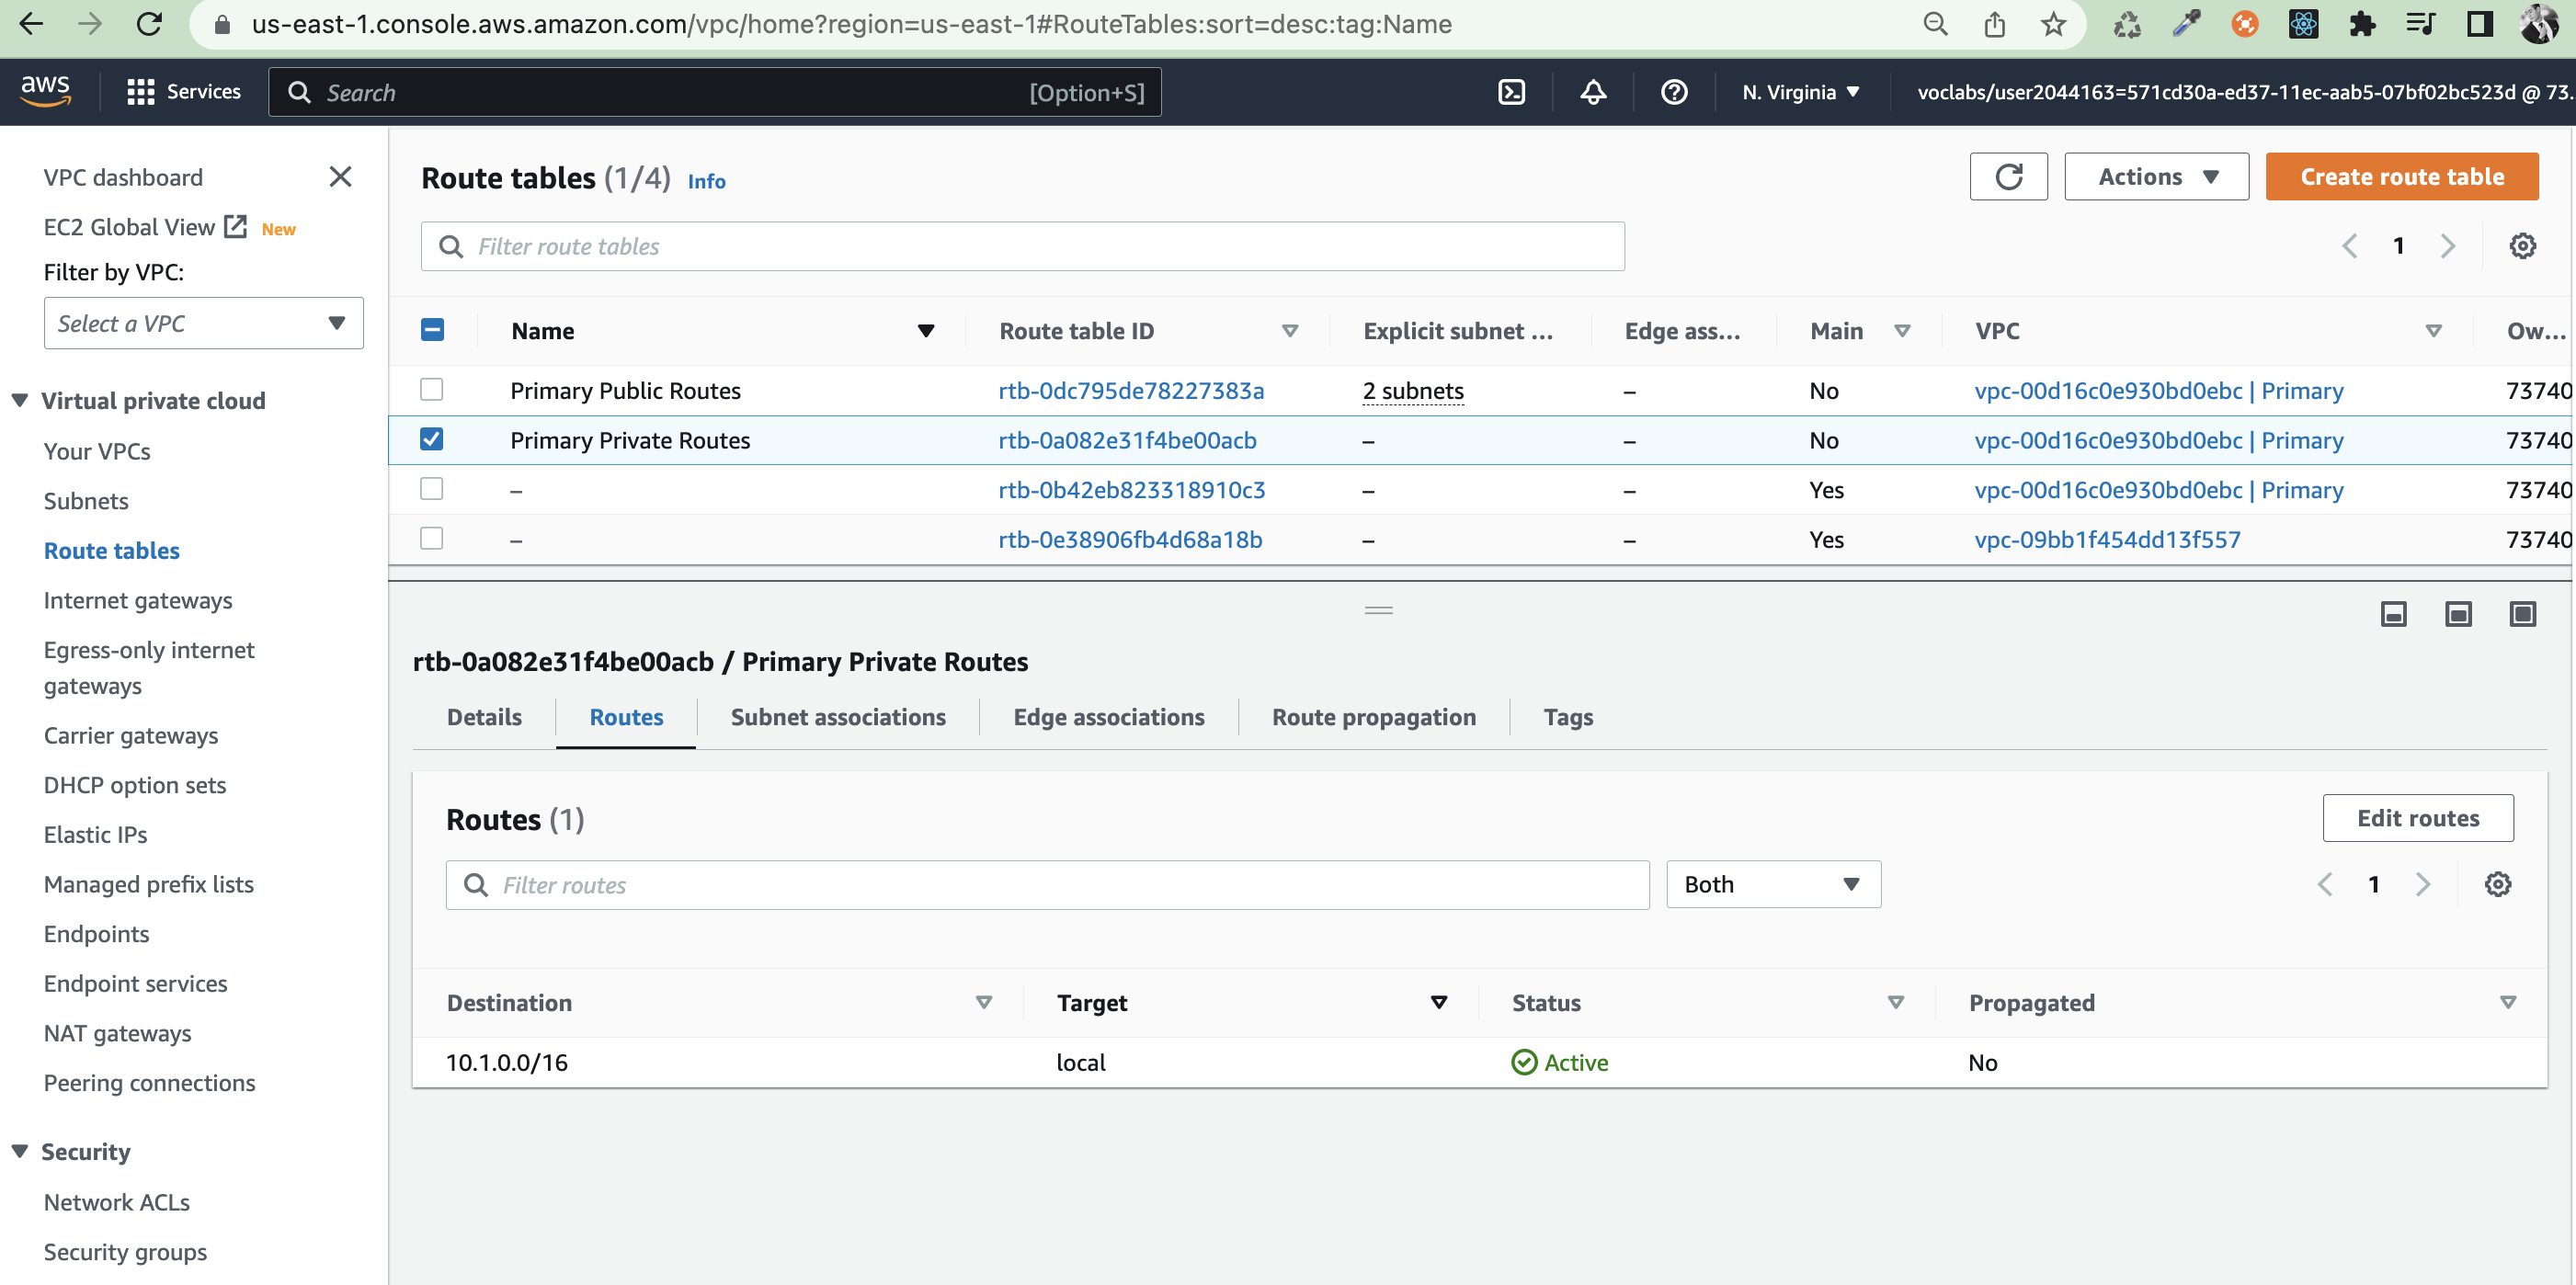 us-east-1.console.aws.amazon.com/vpc/home?region=us-east-1#RouteTables:sort=desc:tag:Name
aws
Services
Search
[Option+S]
N. Virginia
voclabs/user2044163=571cd30a-ed37-11ec-aab5-07bf02bc523d @ 73.
VPC dashboard
EC2 Global View New
Filter by VPC:
Select a VPC
Virtual private cloud
Your VPCs
Subnets
Route tables
Internet gateways
Egress-only internet
gateways
Carrier gateways
DHCP option sets
Elastic IPs
Managed prefix lists
Endpoints
Endpoint services
NAT gateways
Peering connections
Security
Network ACLs
Security groups
Route tables (1/4) Info
Actions
Create route table
Filter route tables
1
Name Route table ID Explicit subnet ... Edge ass... Main VPC Ow...
Primary Public Routes rtb-0dc795de78227383a 2 subnets – No vpc-00d16c0e930bd0ebc | Primary 73740
Primary Private Routes rtb-0a082e31f4be00acb – – No vpc-00d16c0e930bd0ebc | Primary 73740
– rtb-0b42eb823318910c3 – – Yes vpc-00d16c0e930bd0ebc | Primary 73740
– rtb-0e38906fb4d68a18b – – Yes vpc-09bb1f454dd13f557 73740
rtb-0a082e31f4be00acb / Primary Private Routes
Details Routes Subnet associations Edge associations Route propagation Tags
Routes (1)
Edit routes
Filter routes
Both
1
Destination Target Status Propagated
10.1.0.0/16 local Active No